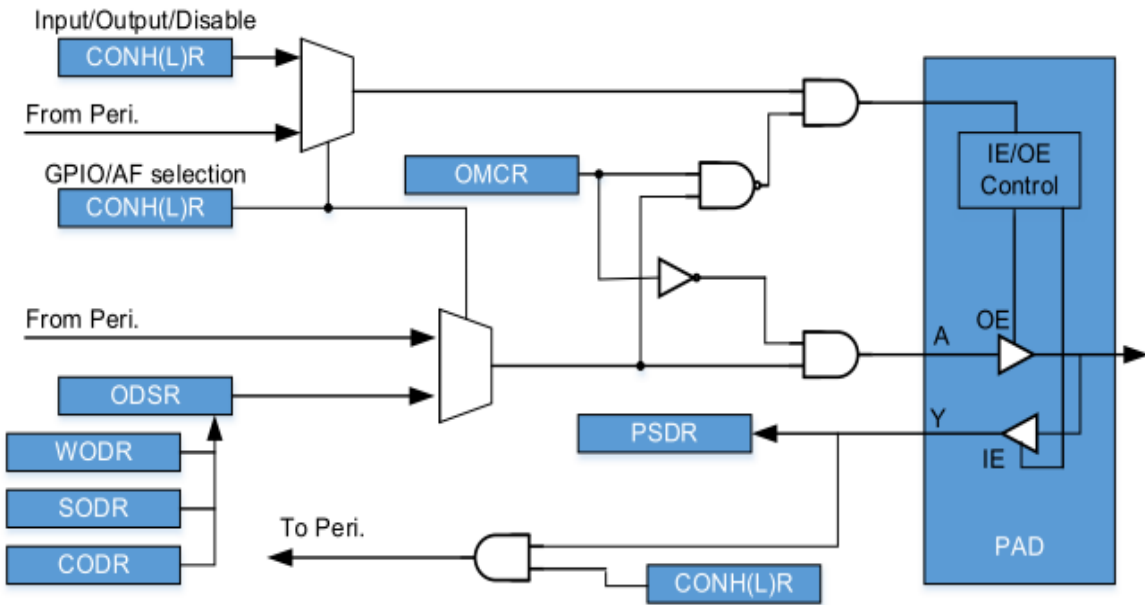 Input/Output/Disable
CONH(L)R
From Peri.
GPIO/AF selection
CONH(L)R
OMCR
IE/OE
Control
From Peri.
ODSR
WODR
SODR
CODR
A
OE
PSDR
Y
IE
To Peri.
CONH(L)R
PAD